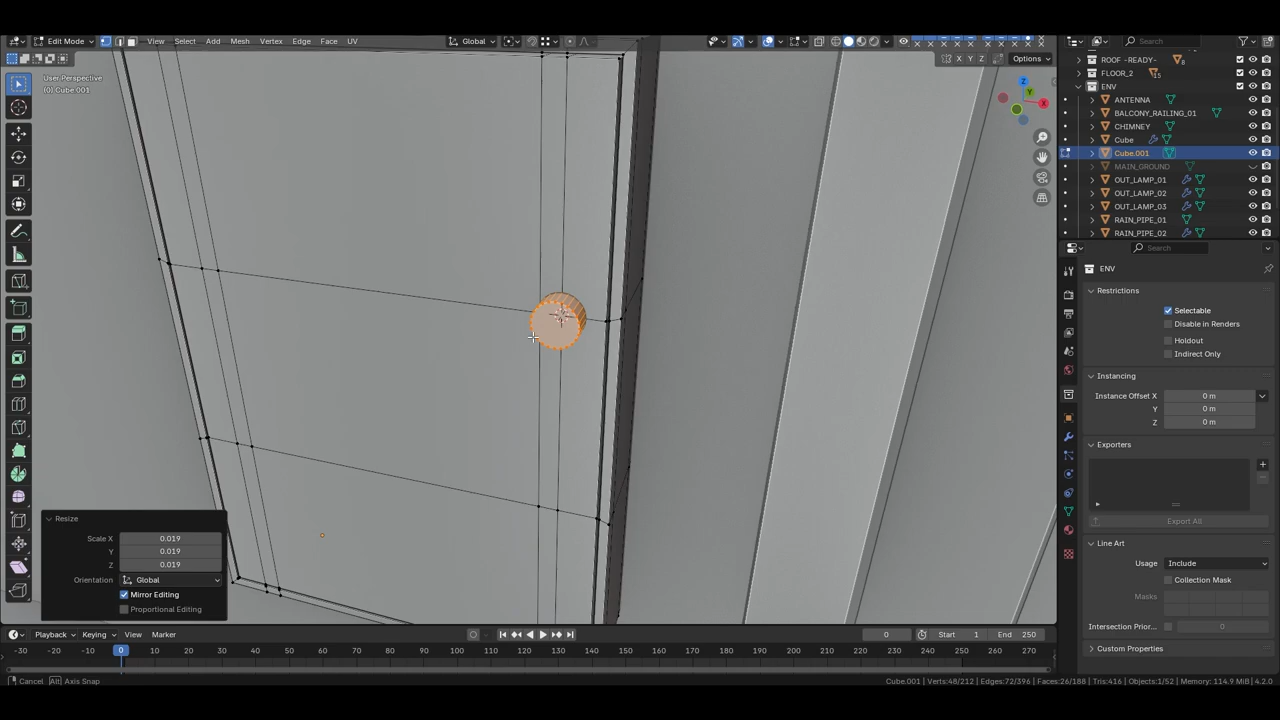 Edit Mode View Select Add Mesh Vertex Edge Face UV Global Search
X Y Z Options
User Perspective
(0) Cube.001
Z
Y
X
ROOF -READY- 8
FLOOR_2 15
ENV
ANTENNA
BALCONY_RAILING_01
CHIMNEY
Cube
Cube.001
MAIN_GROUND
OUT_LAMP_01
OUT_LAMP_02
OUT_LAMP_03
RAIN_PIPE_01
RAIN_PIPE_02
Search
ENV
Restrictions
Selectable
Disable in Renders
Holdout
Indirect Only
Instancing
Instance Offset X 0 m
Y 0 m
Z 0 m
Exporters
Export All
Line Art
Usage Include
Collection Mask
Masks
Intersection Prior... 0
Custom Properties
Resize
Scale X 0.019
Y 0.019
Z 0.019
Orientation Global
Mirror Editing
Proportional Editing
Playback Keying View Marker 0 Start 1 End 250
-30 -20 -10 0 10 20 30 40 50 60 70 80 90 100 110 120 130 140 150 160 170 180 190 200 210 220 230 240 250 260 270
Cancel Alt Axis Snap Cube.001 | Verts:48/212 | Edges:72/396 | Faces:26/188 | Tris:416 | Objects:1/52 | Memory: 114.9 MiB | 4.2.0